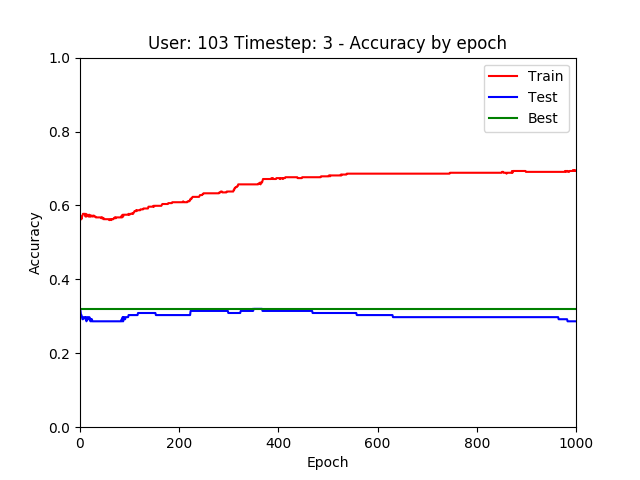 User: 103 Timestep: 3 - Accuracy by epoch
1.0
0.8
0.6
0.4
0.2
0.0
Accuracy
0 200 400 600 800 1000
Epoch
Train
Test
Best